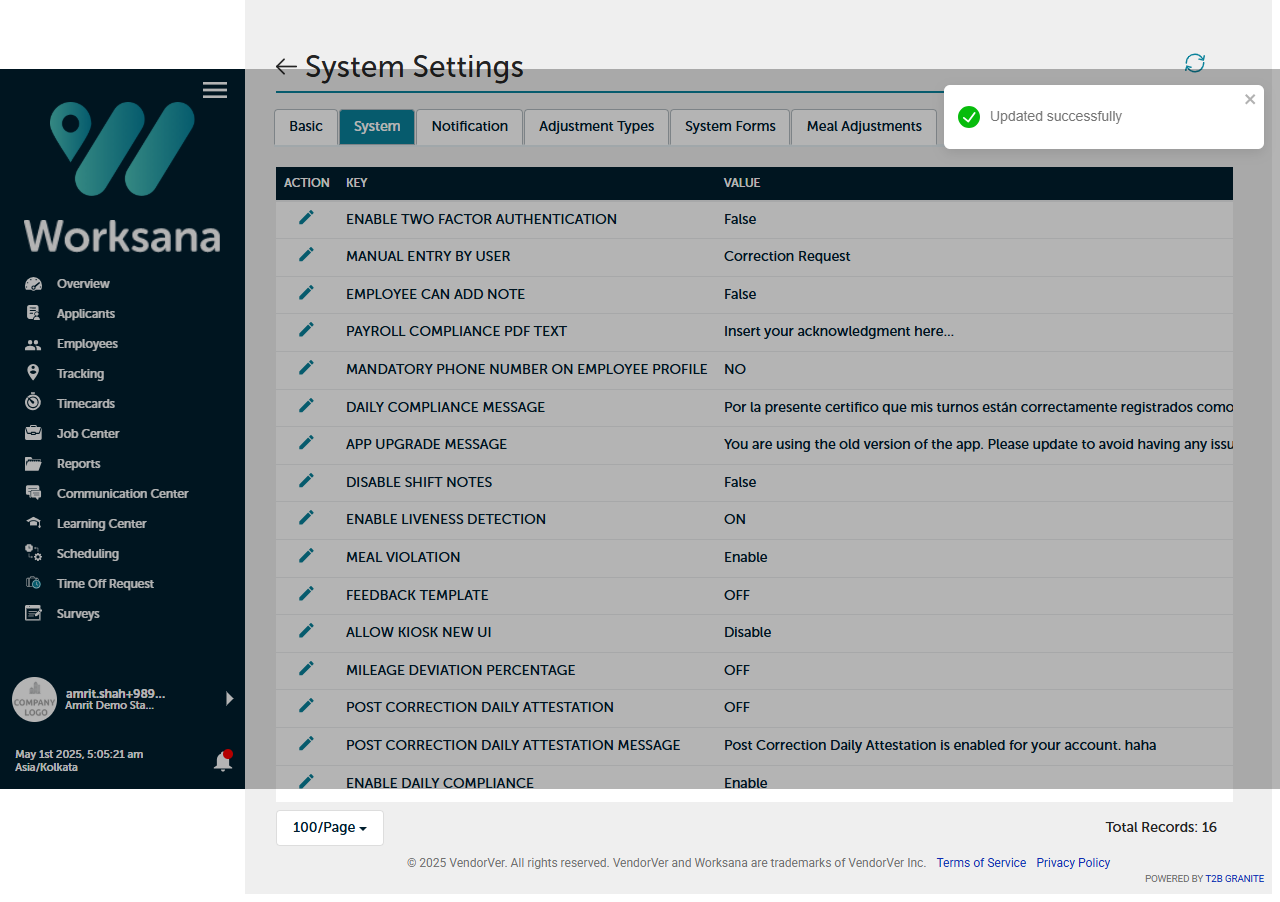 System Settings
Updated successfully
Basic
System
Notification
Adjustment Types
System Forms
Meal Adjustments
Worksana
Overview
Applicants
Employees
Tracking
Timecards
Job Center
Reports
Communication Center
Learning Center
Scheduling
Time Off Request
Surveys
COMPANY
LOGO
amrit.shah+989...
Amrit Demo Sta...
May 1st 2025, 5:05:21 am
Asia/Kolkata
ACTION KEY VALUE
ENABLE TWO FACTOR AUTHENTICATION False
MANUAL ENTRY BY USER Correction Request
EMPLOYEE CAN ADD NOTE False
PAYROLL COMPLIANCE PDF TEXT Insert your acknowledgment here...
MANDATORY PHONE NUMBER ON EMPLOYEE PROFILE NO
DAILY COMPLIANCE MESSAGE Por la presente certifico que mis turnos están correctamente registrados como
APP UPGRADE MESSAGE You are using the old version of the app. Please update to avoid having any issu
DISABLE SHIFT NOTES False
ENABLE LIVENESS DETECTION ON
MEAL VIOLATION Enable
FEEDBACK TEMPLATE OFF
ALLOW KIOSK NEW UI Disable
MILEAGE DEVIATION PERCENTAGE OFF
POST CORRECTION DAILY ATTESTATION OFF
POST CORRECTION DAILY ATTESTATION MESSAGE Post Correction Daily Attestation is enabled for your account. haha
ENABLE DAILY COMPLIANCE Enable
100/Page
Total Records: 16
© 2025 VendorVer. All rights reserved. VendorVer and Worksana are trademarks of VendorVer Inc. Terms of Service Privacy Policy
POWERED BY T2B GRANITE